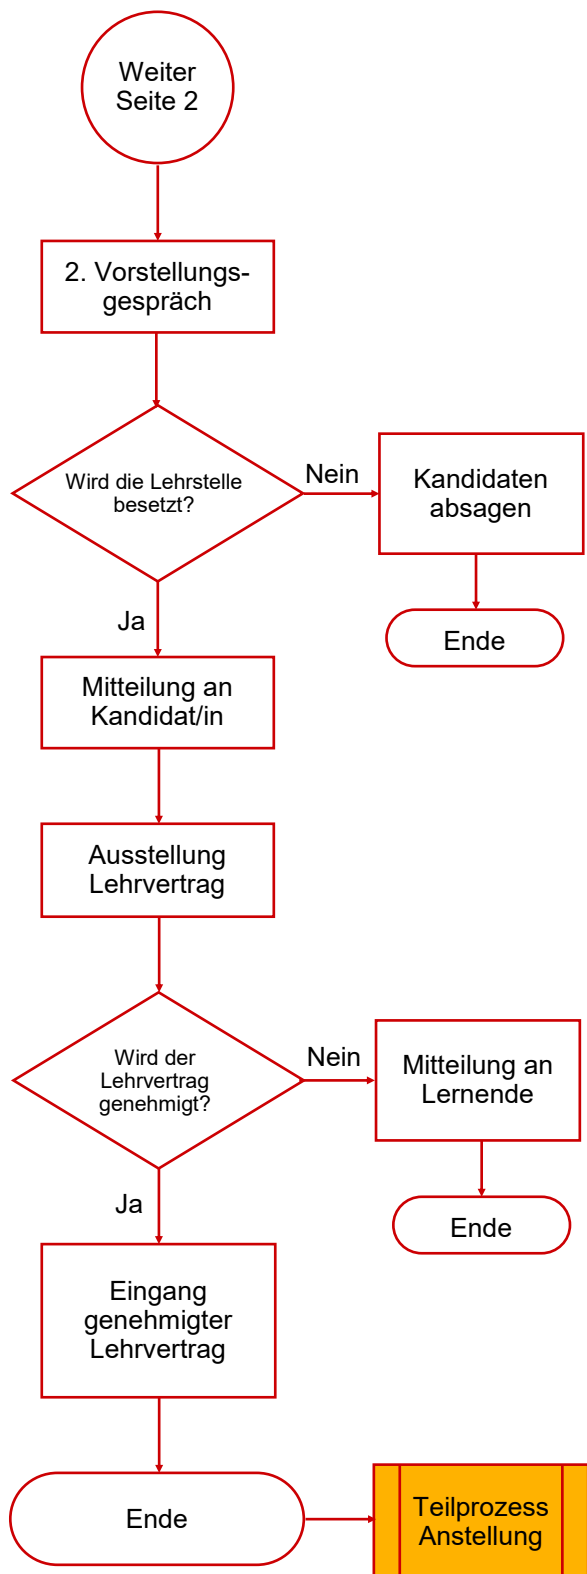 Weiter
Seite 2
2. Vorstellungs-
gespräch
Wird die Lehrstelle
besetzt?
Nein
Kandidaten
absagen
Ende
Ja
Mitteilung an
Kandidat/in
Ausstellung
Lehrvertrag
Wird der
Lehrvertrag
genehmigt?
Nein
Mitteilung an
Lernende
Ende
Ja
Eingang
genehmigter
Lehrvertrag
Ende
Teilprozess
Anstellung